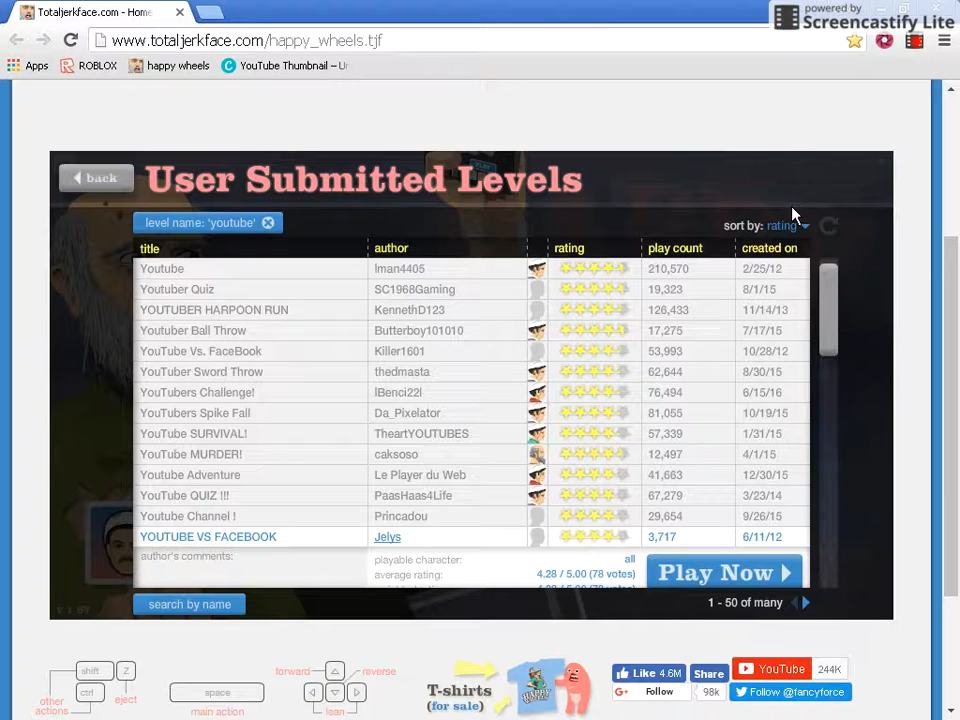 Totaljerkface.com - Home
powered by
Screencastify Lite
www.totaljerkface.com/happy_wheels.tjf
Apps ROBLOX happy wheels YouTube Thumbnail – Ur
back User Submitted Levels
level name: 'youtube' sort by: rating
title author rating play count created on
Youtube lman4405 210,570 2/25/12
Youtuber Quiz SC1968Gaming 19,323 8/1/15
YOUTUBER HARPOON RUN KennethD123 126,433 11/14/13
Youtuber Ball Throw Butterboy101010 17,275 7/17/15
YouTube Vs. FaceBook Killer1601 53,993 10/28/12
YouTuber Sword Throw thedmasta 62,644 8/30/15
YouTubers Challenge! lBenci22l 76,494 6/15/16
YouTubers Spike Fall Da_Pixelator 81,055 10/19/15
YouTube SURVIVAL! TheartYOUTUBES 57,339 1/31/15
YouTube MURDER! caksoso 12,497 4/1/15
Youtube Adventure Le Player du Web 41,663 12/30/15
YouTube QUIZ !!! PaasHaas4Life 67,279 3/23/14
Youtube Channel ! Princadou 29,654 9/26/15
YOUTUBE VS FACEBOOK Jelys 3,717 6/11/12
author's comments: playable character: all
average rating: 4.28 / 5.00 (78 votes)
Play Now
search by name 1 - 50 of many
shift Z
ctrl
eject
other
actions
space
main action
forward reverse
lean
T-shirts
(for sale)
Like 4.6M Share YouTube 244K
G+ Follow 98k Follow @fancyforce